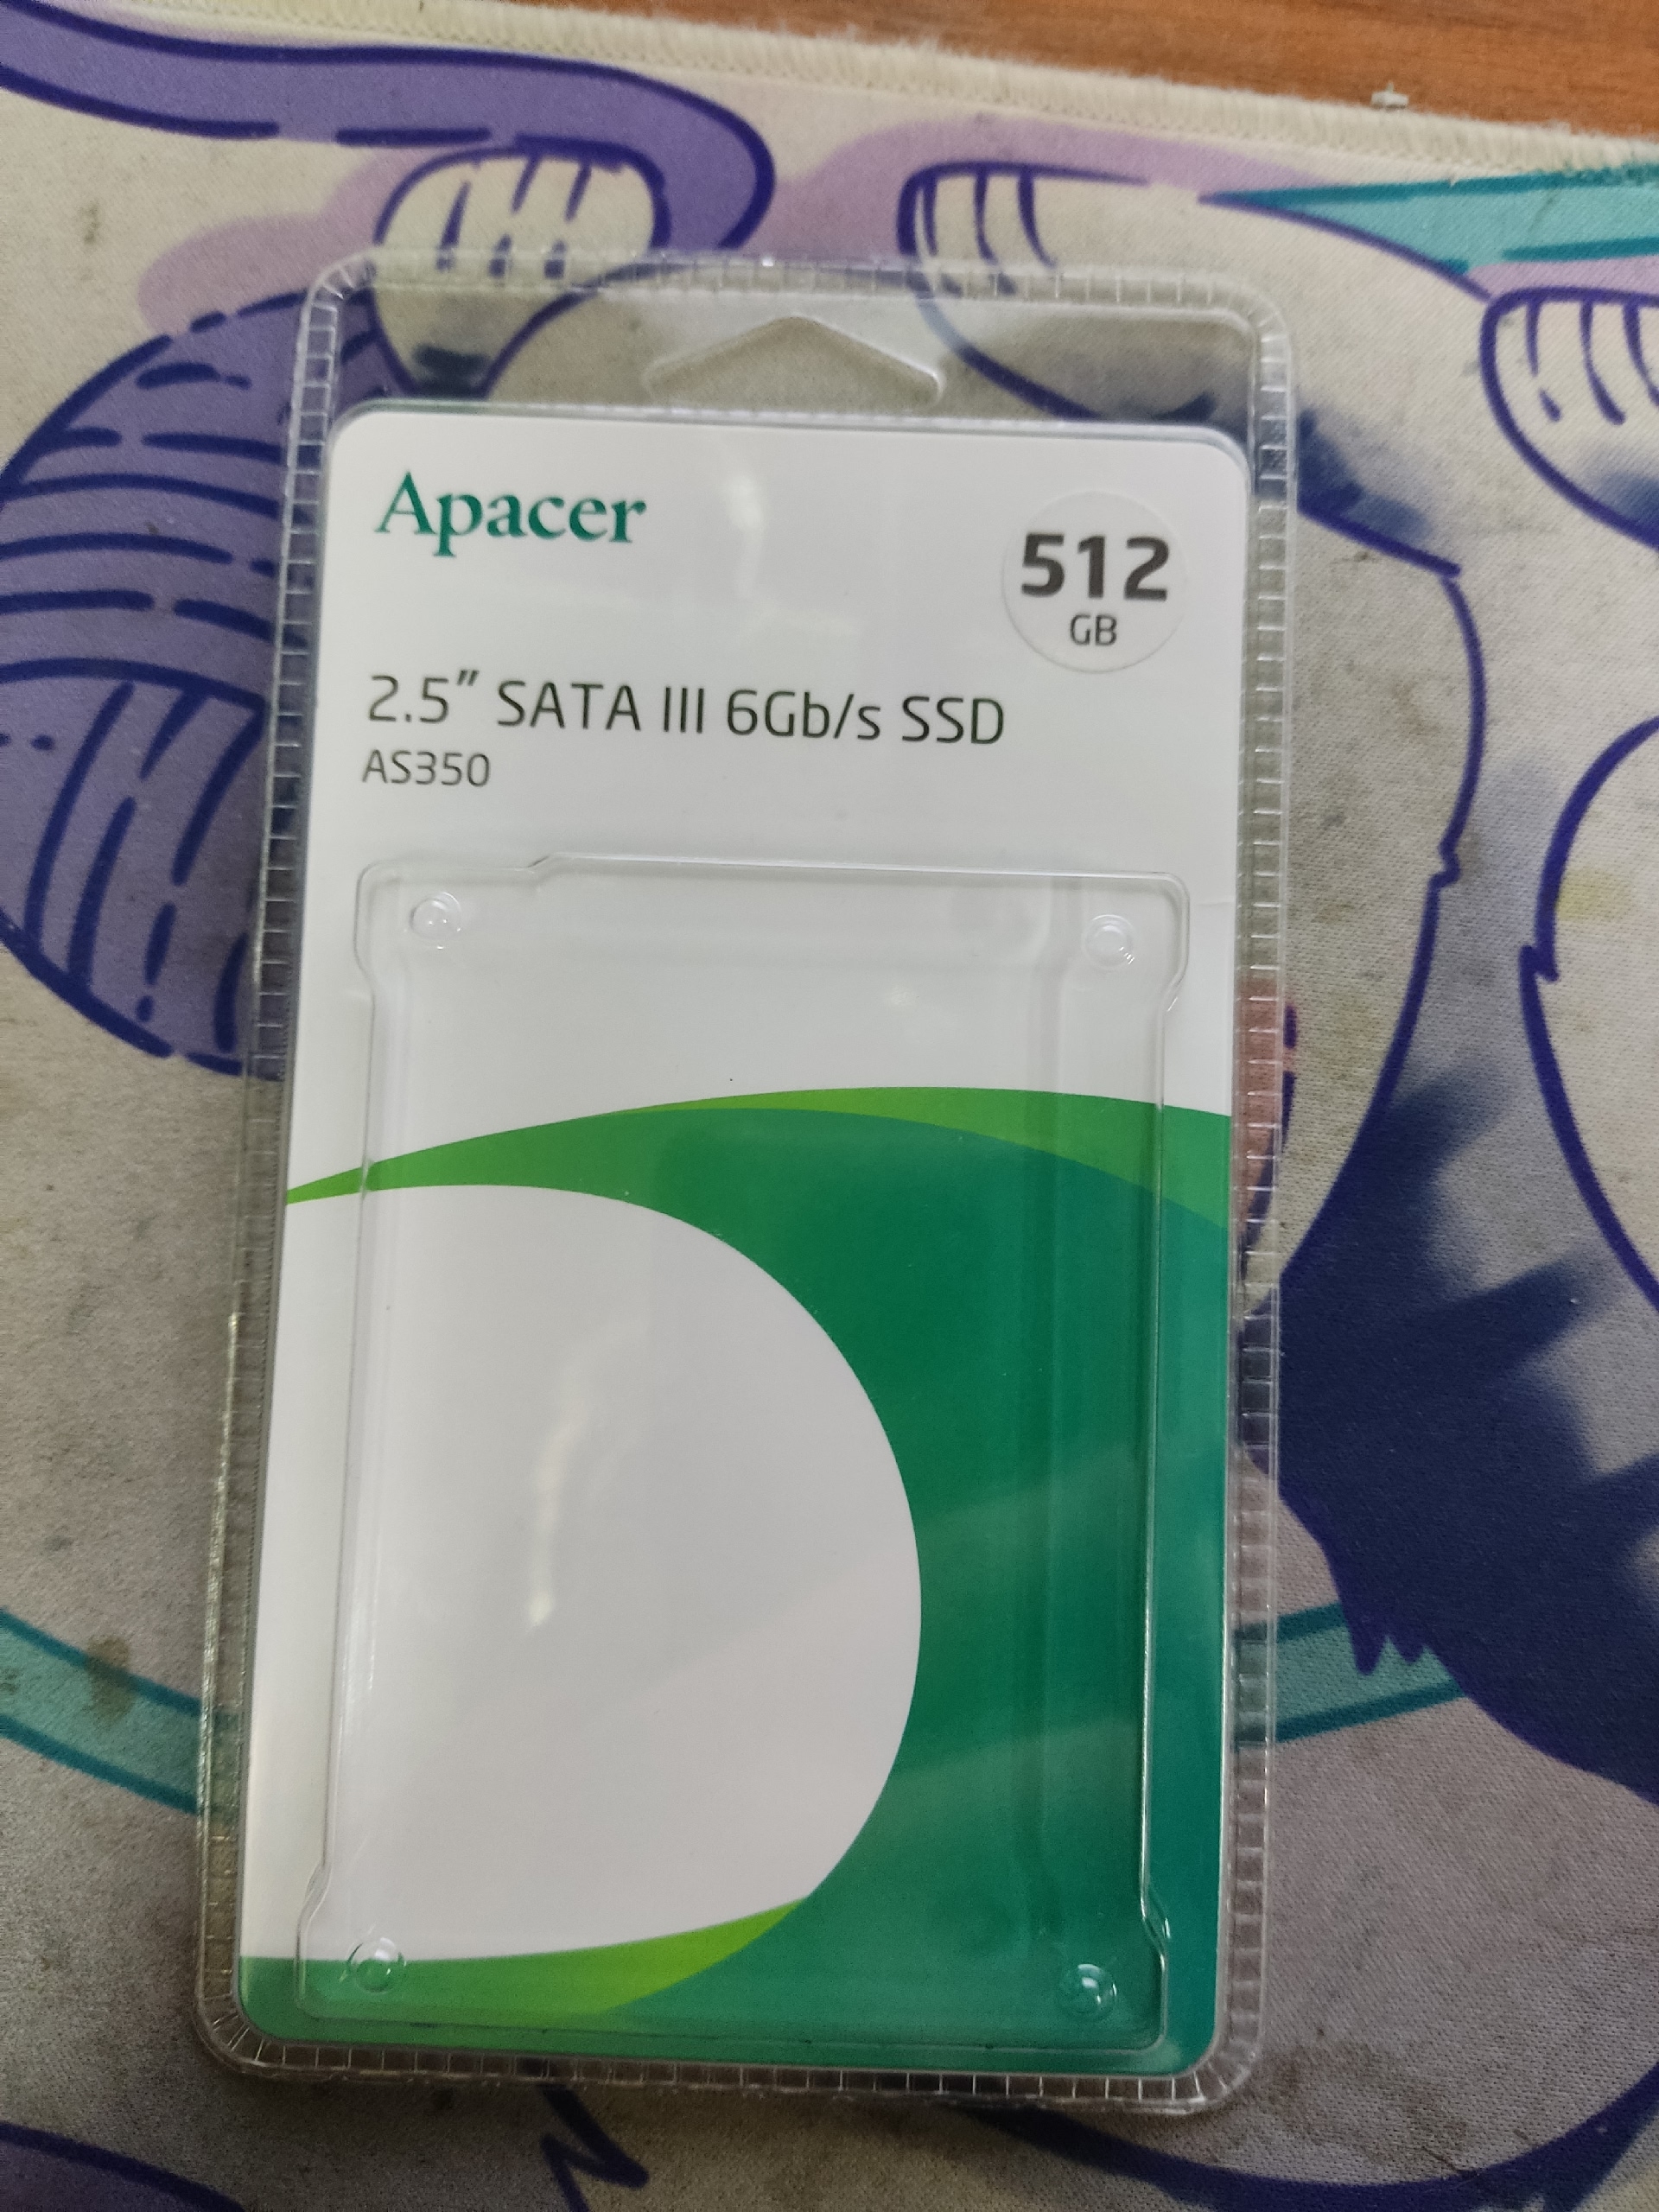 Apacer
512
GB
2.5" SATA III 6Gb/s SSD
AS350